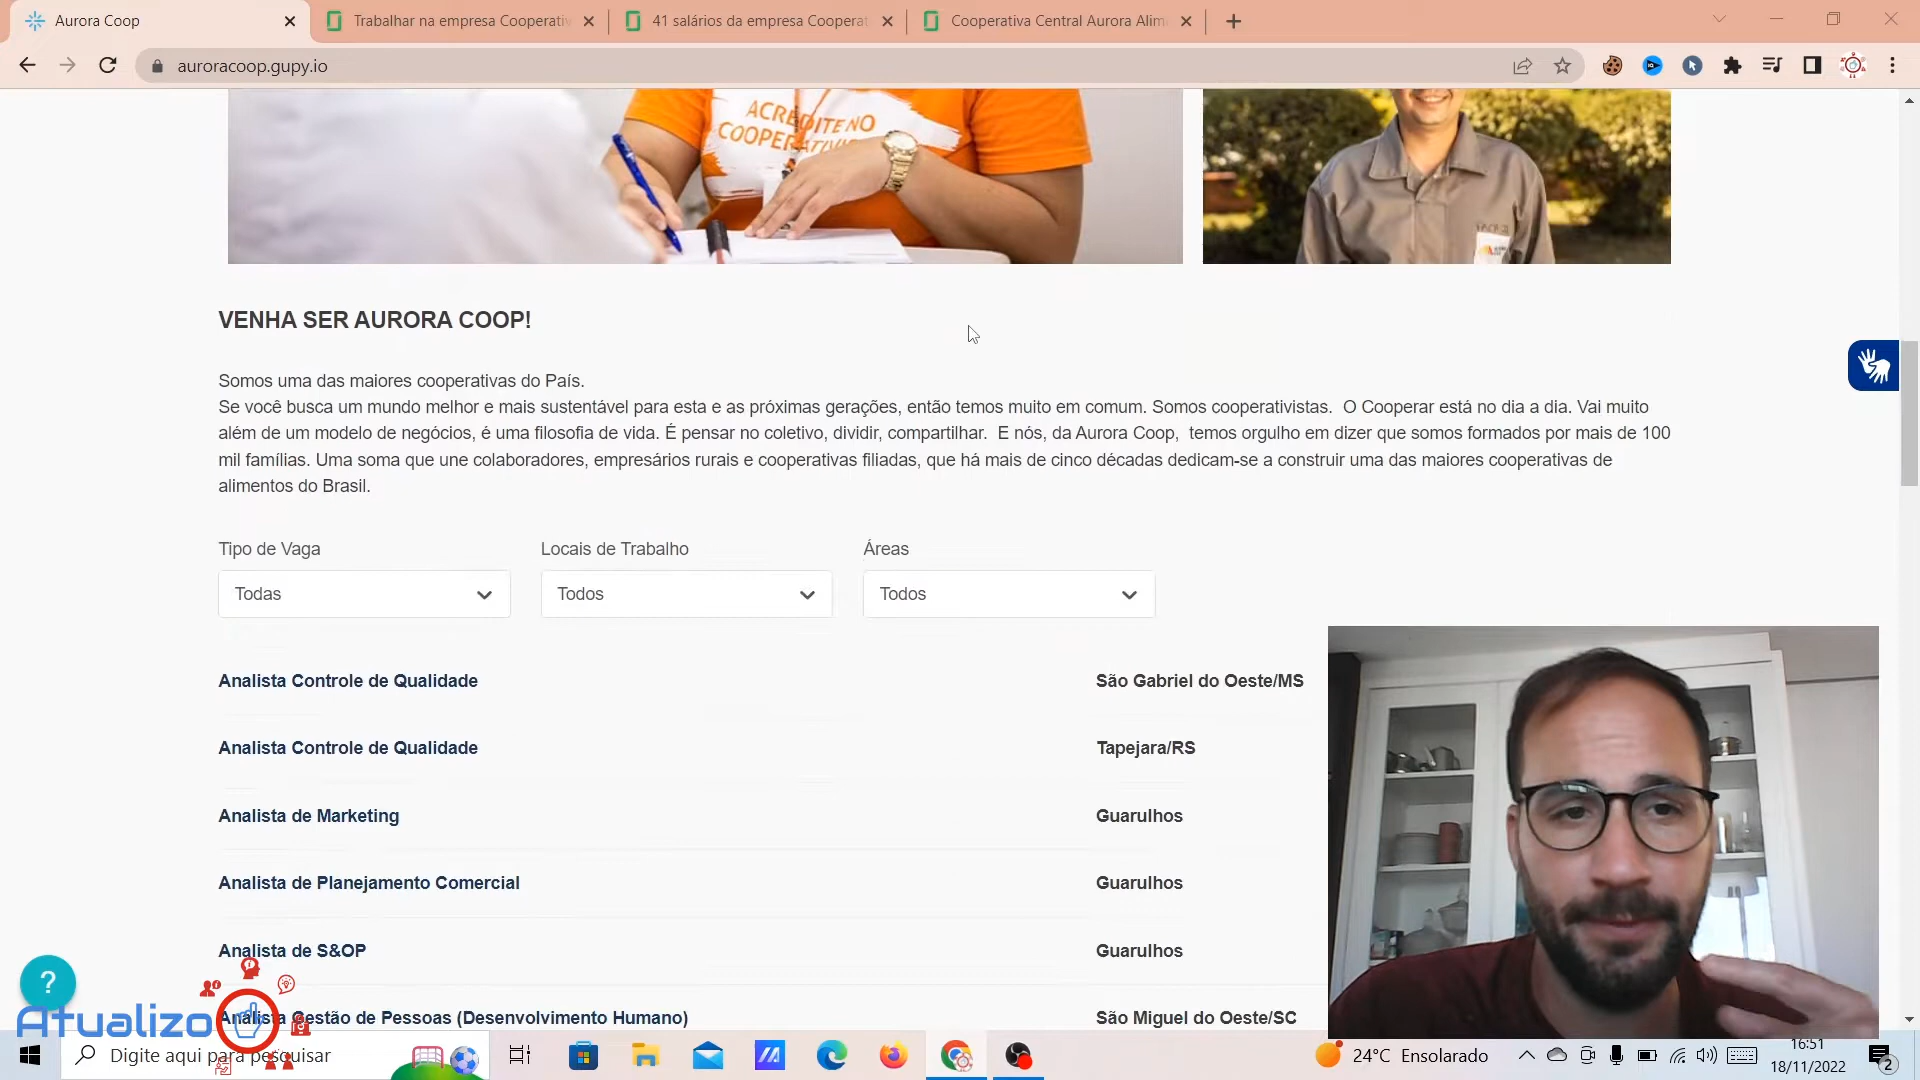 Aurora Coop
Trabalhar na empresa Cooperativ
41 salários da empresa Coopera
Cooperativa Central Aurora Alim
auroracoop.gupy.io
ACREDITE NO
COOPERATIVI
VENHA SER AURORA COOP!
Somos uma das maiores cooperativas do País.
Se você busca um mundo melhor e mais sustentável para esta e as próximas gerações, então temos muito em comum. Somos cooperativistas.  O Cooperar está no dia a dia. Vai muito
além de um modelo de negócios, é uma filosofia de vida. É pensar no coletivo, dividir, compartilhar.  E nós, da Aurora Coop,  temos orgulho em dizer que somos formados por mais de 100
mil famílias. Uma soma que une colaboradores, empresários rurais e cooperativas filiadas, que há mais de cinco décadas dedicam-se a construir uma das maiores cooperativas de
alimentos do Brasil.
Tipo de Vaga
Locais de Trabalho
Áreas
Todas
Todos
Todos
Analista Controle de Qualidade
São Gabriel do Oeste/MS
Analista Controle de Qualidade
Tapejara/RS
Analista de Marketing
Guarulhos
Analista de Planejamento Comercial
Guarulhos
Analista de S&OP
Guarulhos
?
Atualizo
Analista Gestão de Pessoas (Desenvolvimento Humano)
São Miguel do Oeste/SC
Digite aqui para pesquisar
24°C Ensolarado
16:51
18/11/2022
2